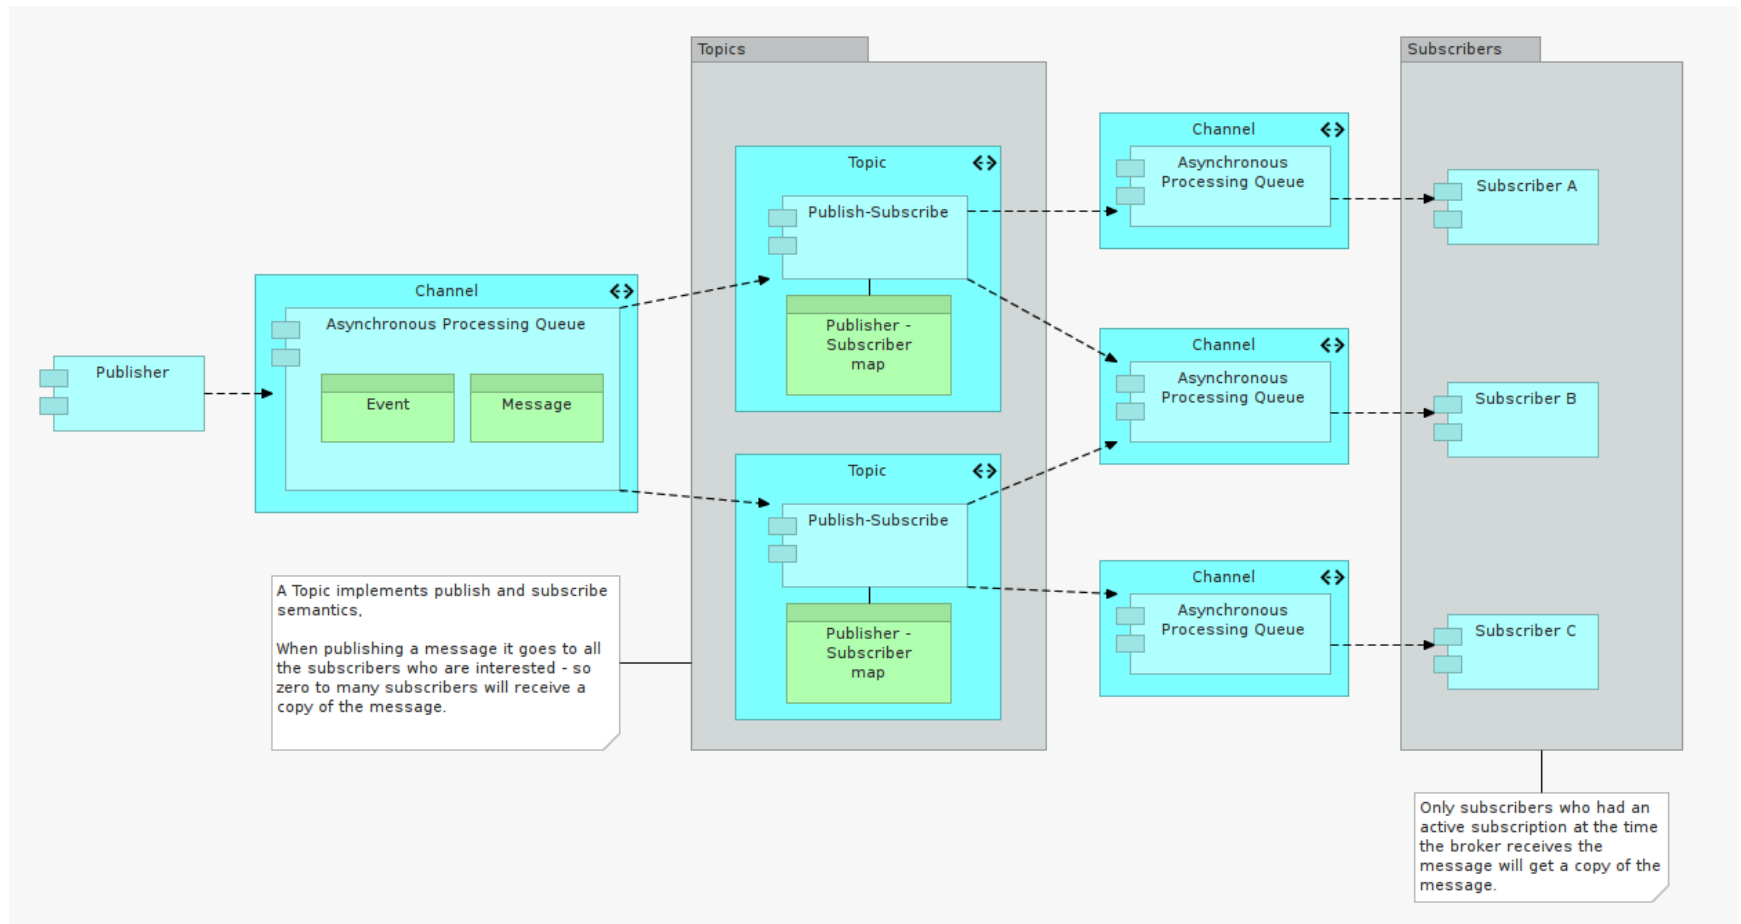 Topics
Subscribers
Channel
Asynchronous
Processing Queue
Topic
Publish-Subscribe
Publisher -
Subscriber
map
Subscriber A
Channel
Asynchronous Processing Queue
Event
Message
Publisher
Channel
Asynchronous
Processing Queue
Subscriber B
Topic
Publish-Subscribe
Publisher -
Subscriber
map
Channel
Asynchronous
Processing Queue
Subscriber C
A Topic implements publish and subscribe
semantics,
When publishing a message it goes to all
the subscribers who are interested - so
zero to many subscribers will receive a
copy of the message.
Only subscribers who had an
active subscription at the time
the broker receives the
message will get a copy of the
message.